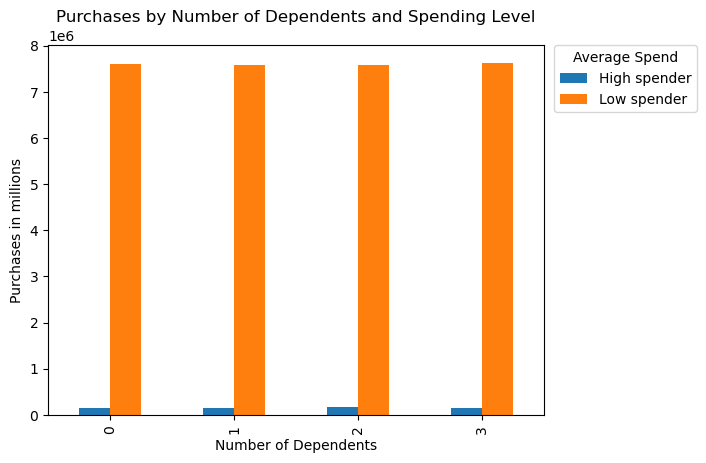 Purchases by Number of Dependents and Spending Level
1e6
8
7
6
5
4
3
2
1
0
Purchases in millions
0
1
2
3
Number of Dependents
Average Spend
High spender
Low spender